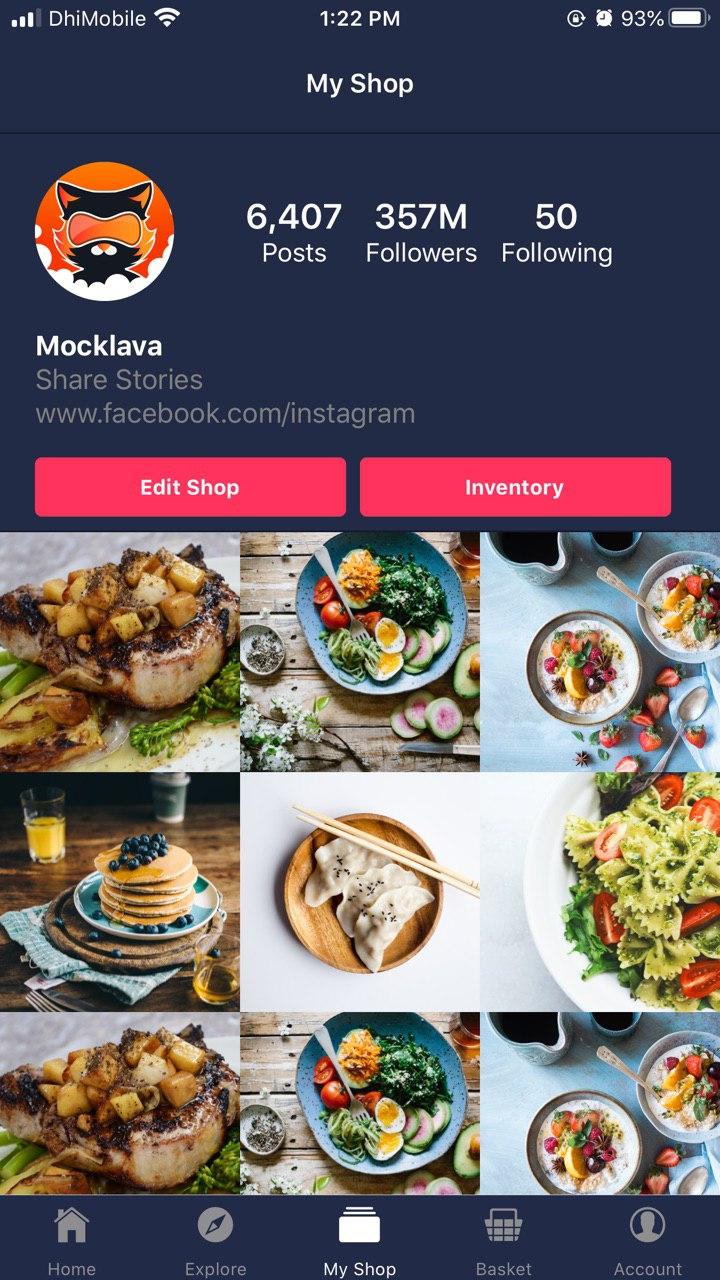 DhiMobile 1:22 PM 93%
My Shop
6,407 357M 50
Posts Followers Following
Mocklava
Share Stories
www.facebook.com/instagram
Edit Shop Inventory
Home Explore My Shop Basket Account